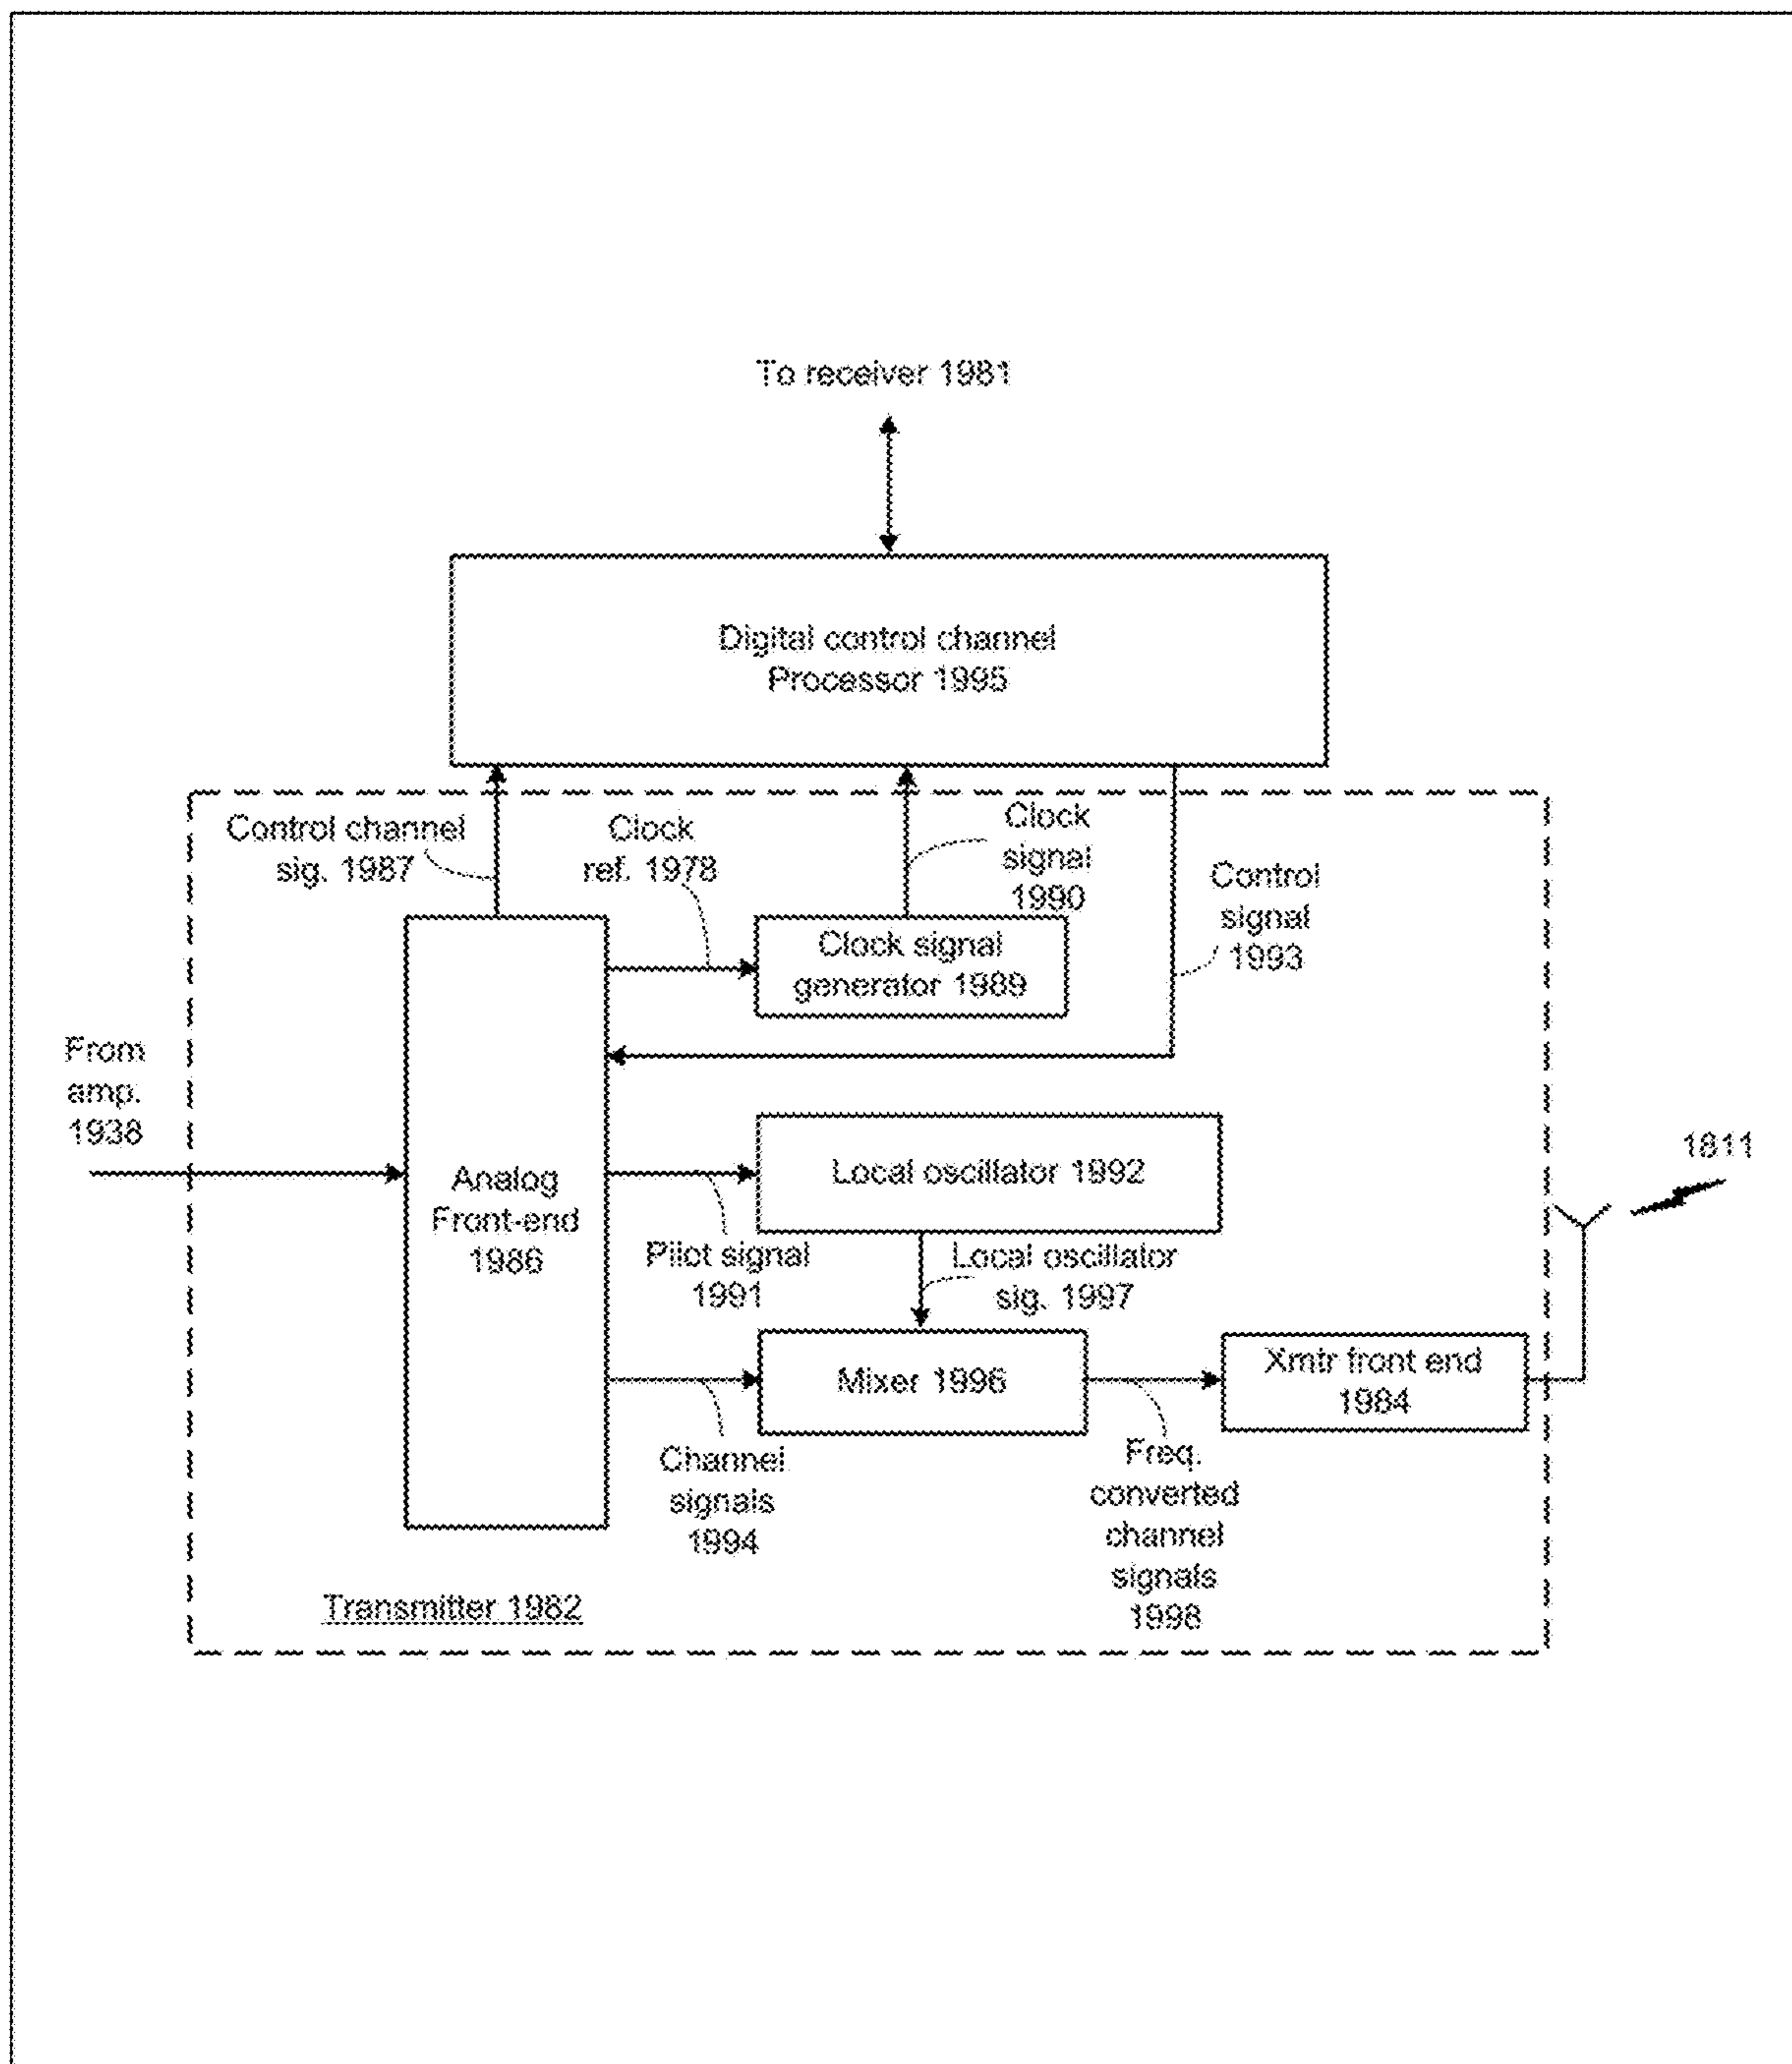 To receiver 1981
Digital control channel
Processor 1995
Control channel
sig. 1987
Clock
ref. 1978
Clock
signal
1990
Control
signal
1993
Clock signal
generator 1989
From
amp.
1938
Analog
Front-end
1986
Local oscillator 1992
1811
Pilot signal
1991
Local oscillator
sig. 1997
Mixer 1996
Xmtr front end
1984
Channel
signals
1994
Freq.
converted
channel
signals
1998
Transmitter 1982